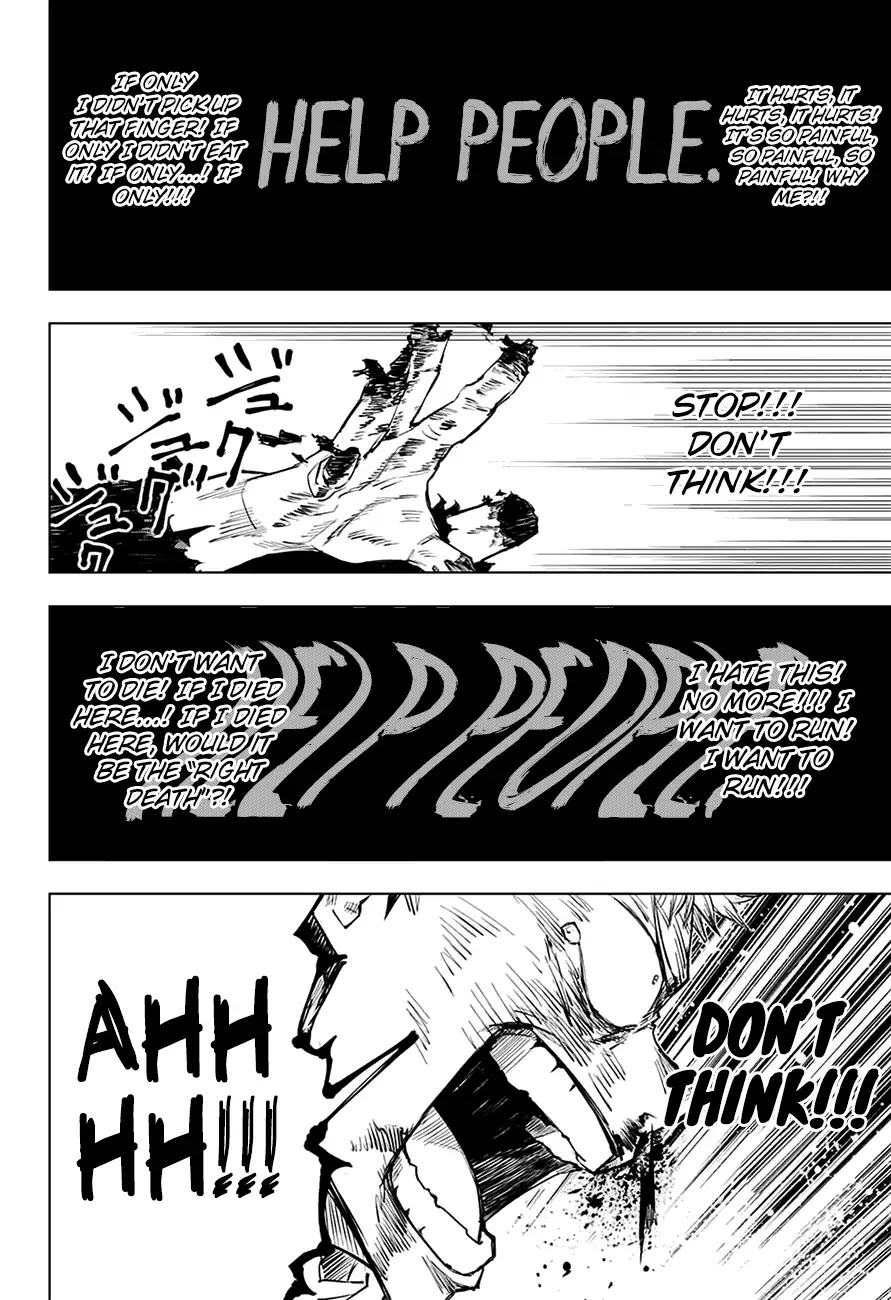 IT HURTS, IT
HURTS, IT HURTS!
IT'S SO PAINFUL,
SO PAINFUL, SO
PAINFUL! WHY
ME?!!
HELP PEOPLE.
IF ONLY
I DIDN'T PICK UP
THAT FINGER! IF
ONLY I DIDN'T EAT
IT! IF ONLY...! IF
ONLY!!!
STOP!!!
DON'T
THINK!!!
ジュグ
ジュク
I HATE THIS!
NO MORE!!! I
WANT TO RUN!
I WANT TO
RUN!!!
HELP PEOPLE.
I DON'T WANT
TO DIE! IF I DIED
HERE...! IF I DIED
HERE, WOULD IT
BE THE "RIGHT
DEATH"?!
DON'T
THINK!!!
AHH
HH!!!